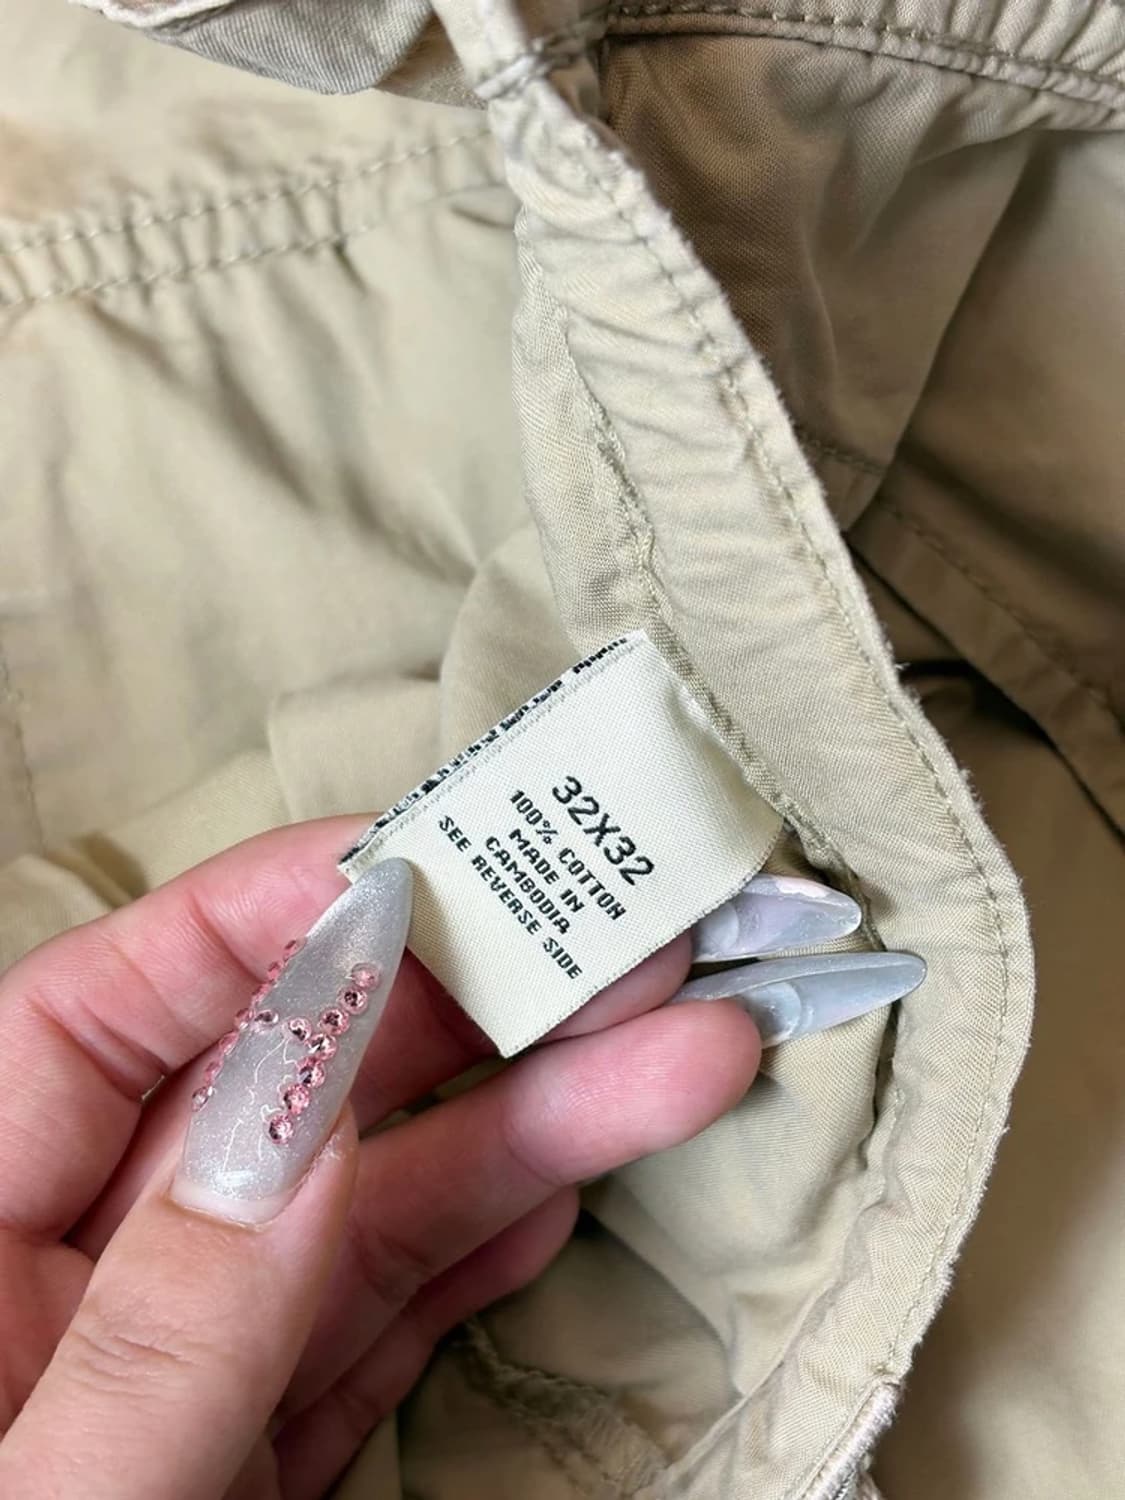 32X32
100% COTTON
MADE IN
CAMBODIA
SEE REVERSE SIDE